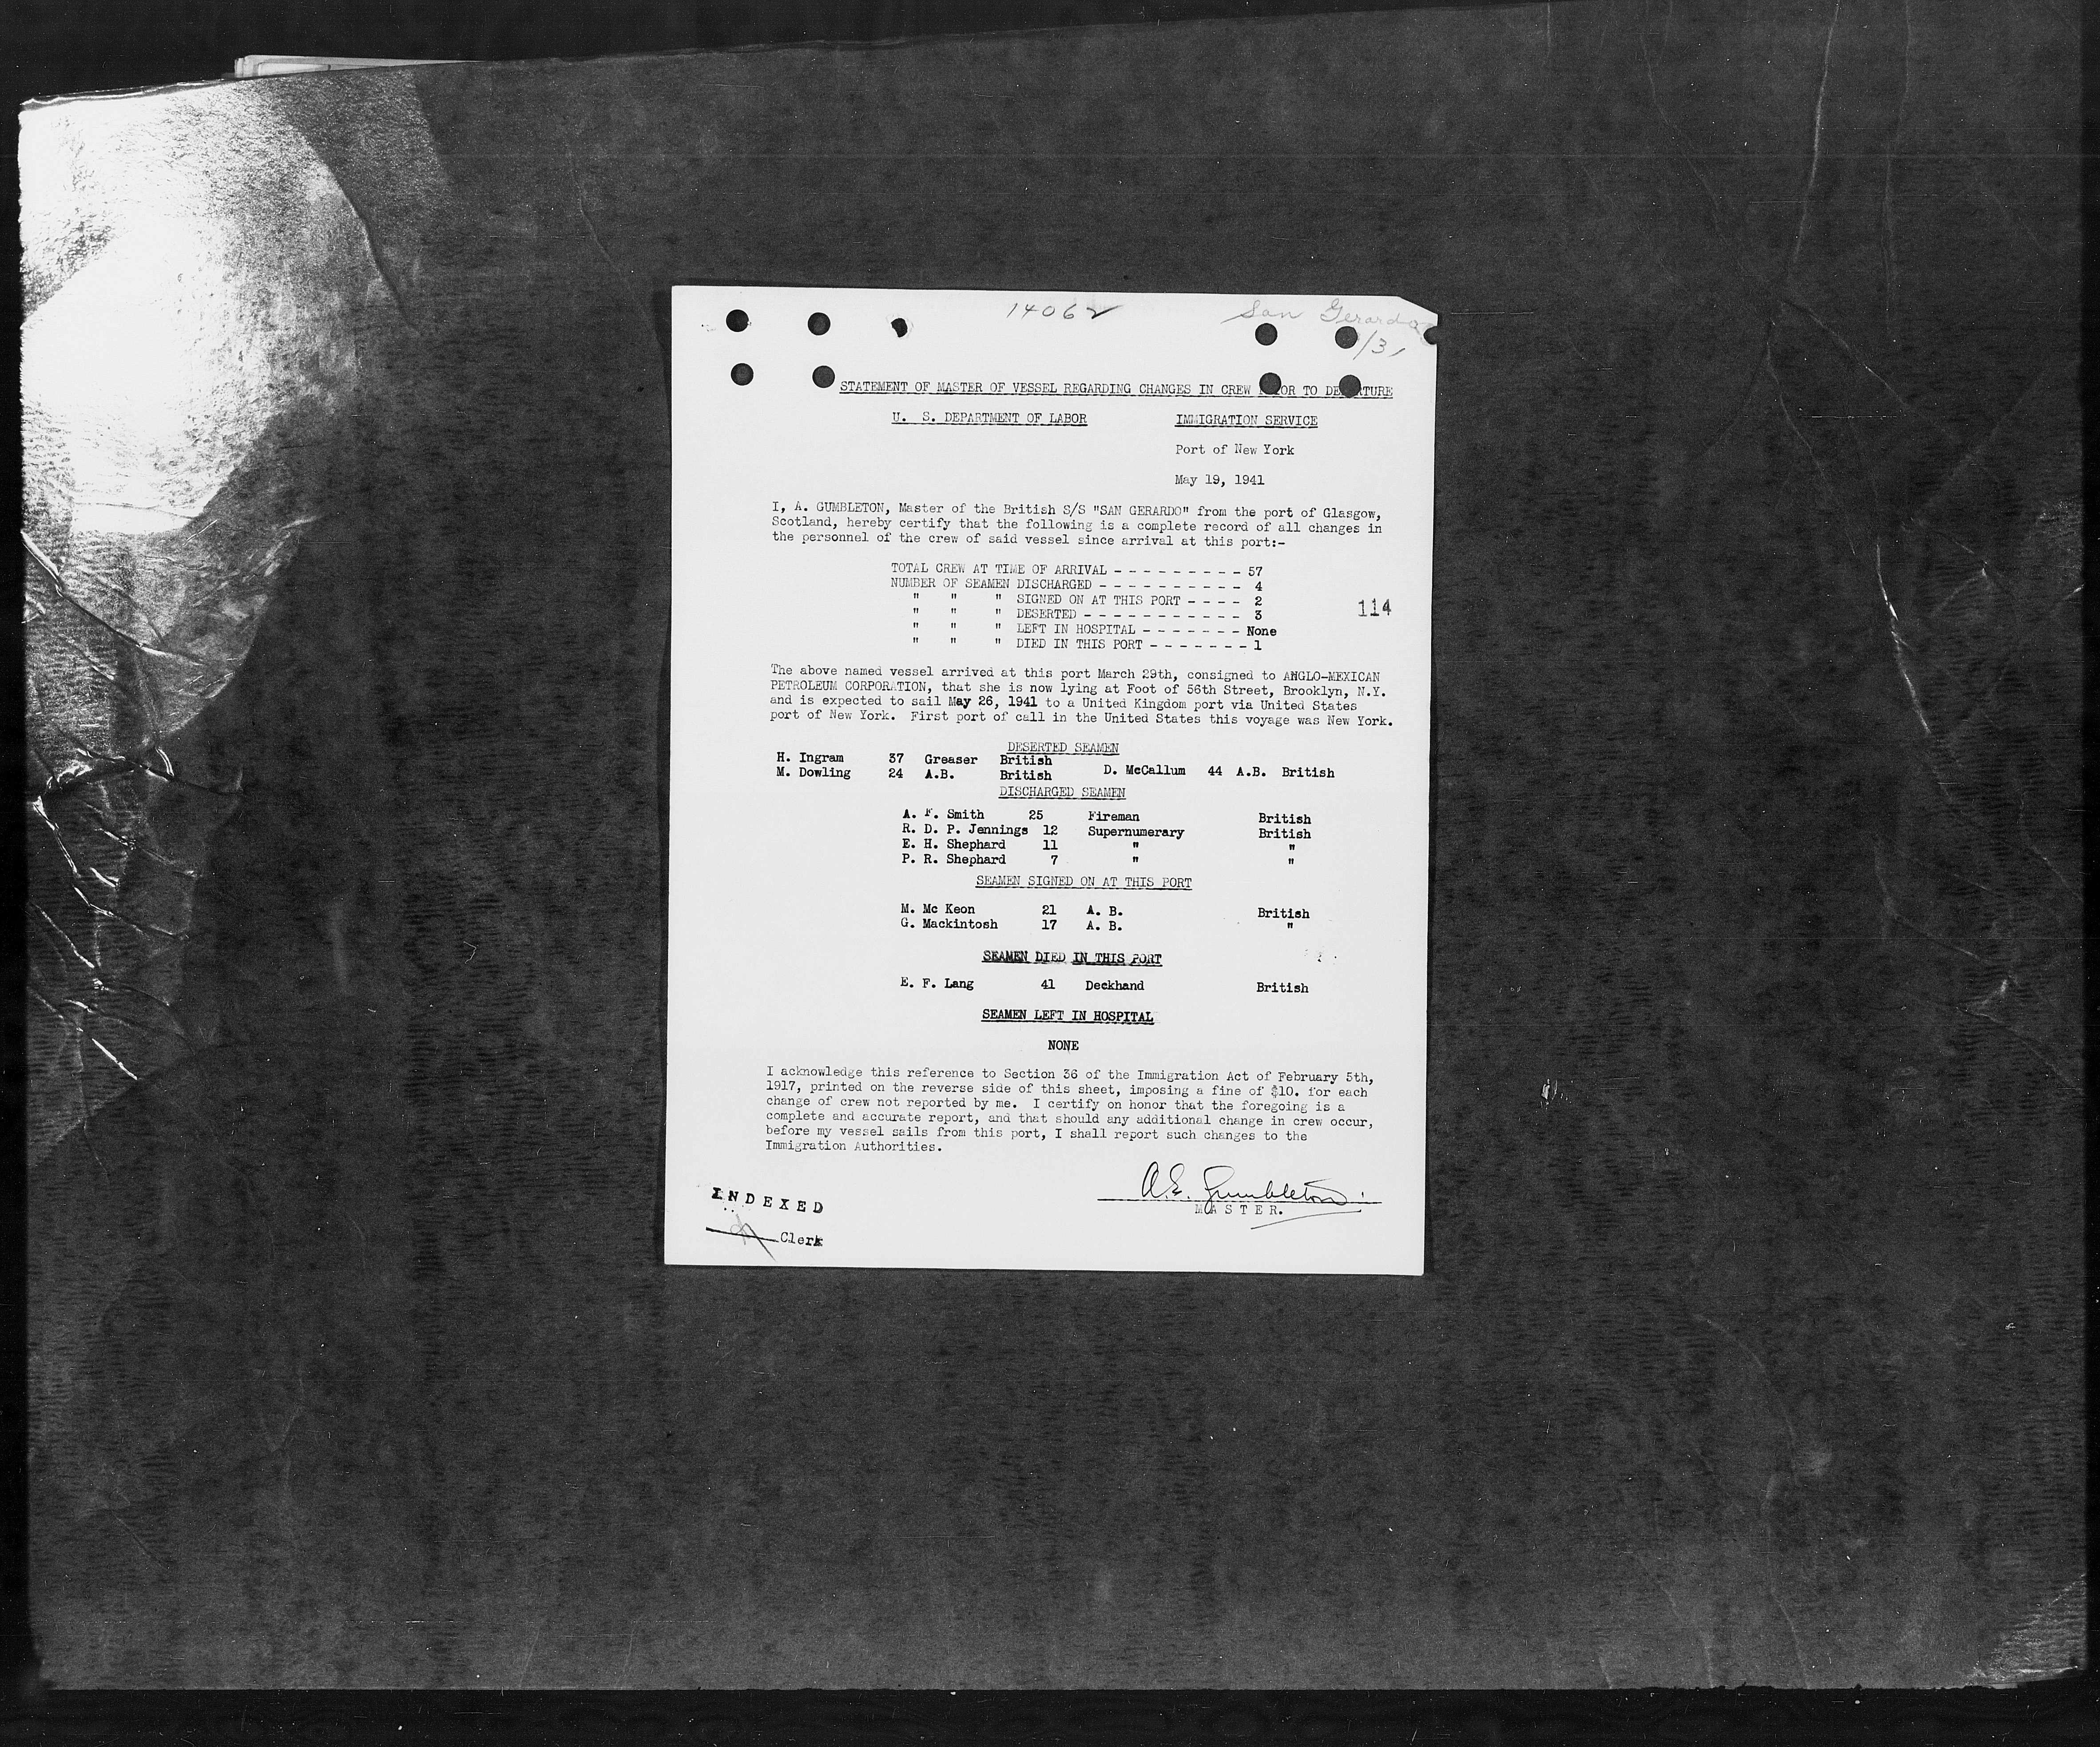 14062 San Gerardo
/31
STATEMENT OF MASTER OF VESSEL REGARDING CHANGES IN CREW OR TO DE TURE
U. S. DEPARTMENT OF LABOR IMMIGRATION SERVICE
Port of New York
May 19, 1941
I, A. GUMBLETON, Master of the British S/S "SAN GERARDO" from the port of Glasgow,
Scotland, hereby certify that the following is a complete record of all changes in
the personnel of the crew of said vessel since arrival at this port:-
TOTAL CREW AT TIME OF ARRIVAL - - - - - - - - - 57
NUMBER OF SEAMEN DISCHARGED - - - - - - - - - - 4
" " " SIGNED ON AT THIS PORT - - - - 2
" " " DESERTED - - - - - - - - - - - 3
114
" " " LEFT IN HOSPITAL - - - - - - - None
" " " DIED IN THIS PORT - - - - - - - 1
The above named vessel arrived at this port March 29th, consigned to ANGLO-MEXICAN
PETROLEUM CORPORATION, that she is now lying at Foot of 56th Street, Brooklyn, N.Y.
and is expected to sail May 26, 1941 to a United Kingdom port via United States
port of New York. First port of call in the United States this voyage was New York.
DESERTED SEAMEN
H. Ingram 37 Greaser British
M. Dowling 24 A.B. British D. McCallum 44 A.B. British
DISCHARGED SEAMEN
A. F. Smith 25 Fireman British
R. D. P. Jennings 12 Supernumerary British
E. H. Shephard 11 " "
P. R. Shephard 7 " "
SEAMEN SIGNED ON AT THIS PORT
M. Mc Keon 21 A. B. British
G. Mackintosh 17 A. B. "
SEAMEN DIED IN THIS PORT
E. F. Lang 41 Deckhand British
SEAMEN LEFT IN HOSPITAL
NONE
I acknowledge this reference to Section 36 of the Immigration Act of February 5th,
1917, printed on the reverse side of this sheet, imposing a fine of $10. for each
change of crew not reported by me. I certify on honor that the foregoing is a
complete and accurate report, and that should any additional change in crew occur,
before my vessel sails from this port, I shall report such changes to the
Immigration Authorities.
A.E. Gumbleton
MASTER.
INDEXED
Clerk